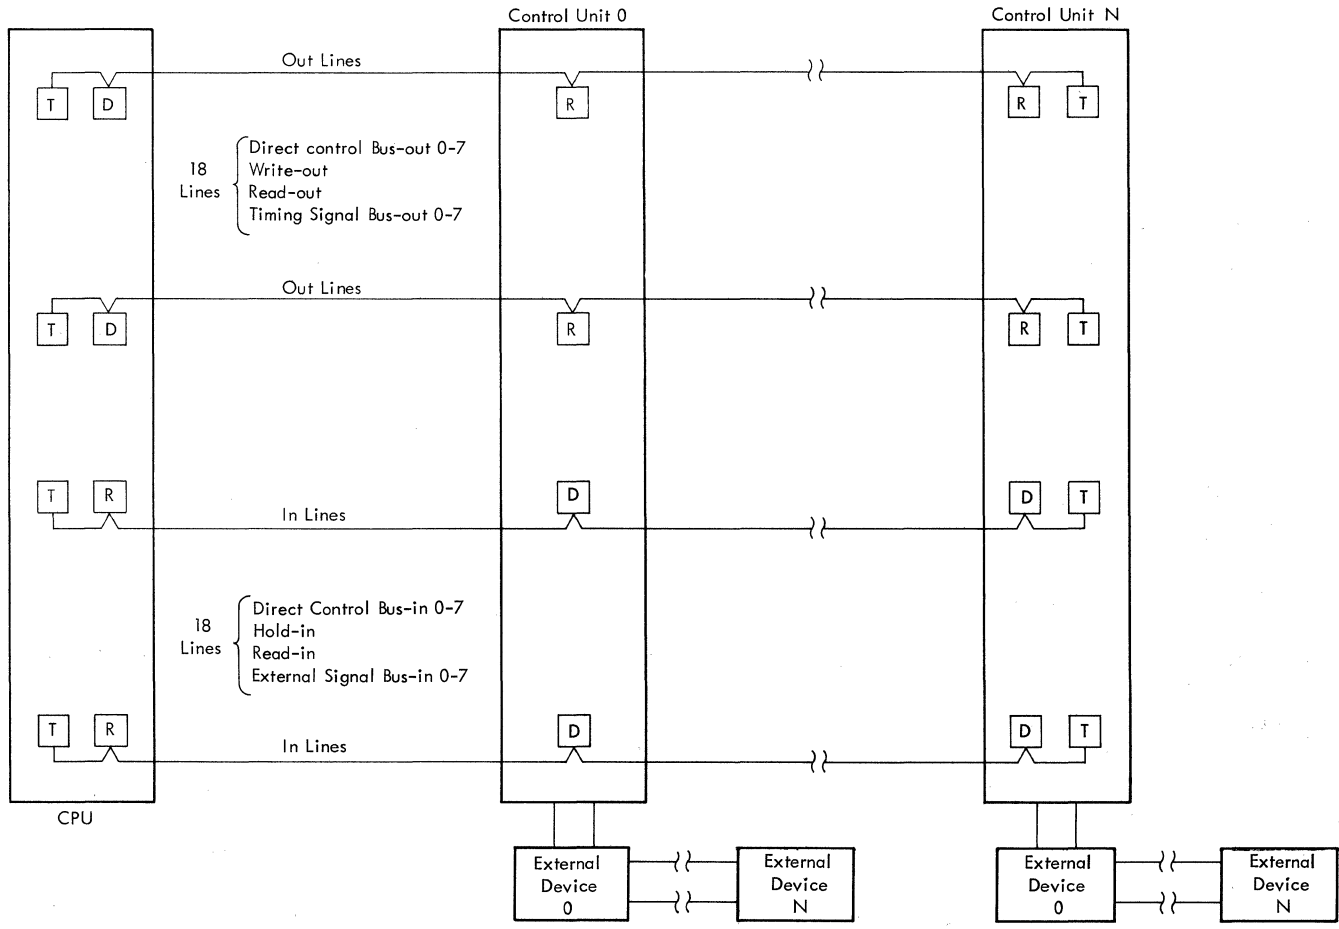 Control Unit 0
Control Unit N
Out Lines
T
D
R
R
T
18
Lines
Direct control Bus-out 0-7
Write-out
Read-out
Timing Signal Bus-out 0-7
Out Lines
T
D
R
R
T
T
R
D
D
T
In Lines
18
Lines
Direct Control Bus-in 0-7
Hold-in
Read-in
External Signal Bus-in 0-7
T
R
D
D
T
In Lines
CPU
External
Device
0
External
Device
N
External
Device
0
External
Device
N